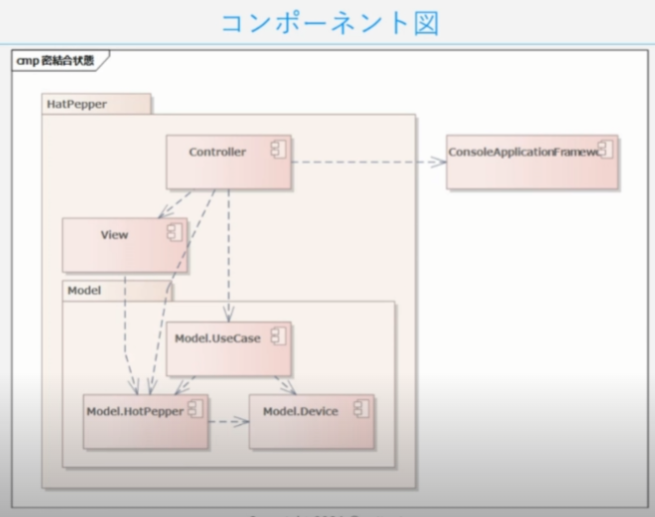 コンポーネント図
cmp 密結合状態
HatPepper
Controller
ConsoleApplicationFramew
View
Model
Model.UseCase
Model.HotPepper
Model.Device